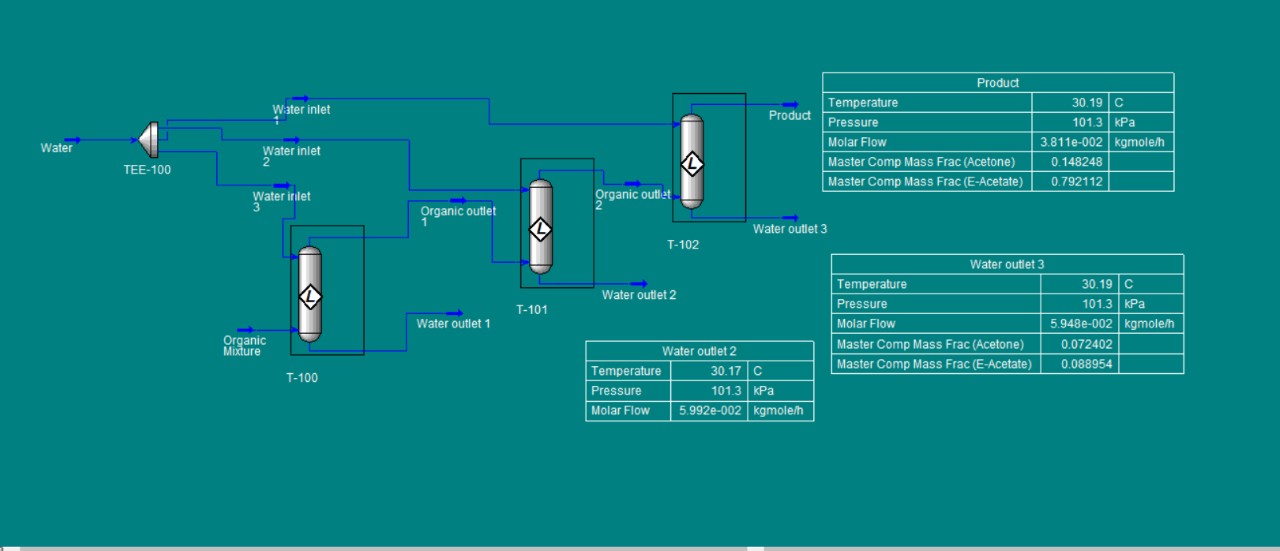 Water
TEE-100
Water inlet
1
Water inlet
2
Water inlet
3
Organic
Mixture
T-100
Water outlet 1
Organic outlet
1
T-101
Water outlet 2
Organic outlet
2
T-102
Product
Water outlet 3
L
L
L
Product
Temperature 30.19 C
Pressure 101.3 kPa
Molar Flow 3.811e-002 kgmole/h
Master Comp Mass Frac (Acetone) 0.148248
Master Comp Mass Frac (E-Acetate) 0.792112
Water outlet 3
Temperature 30.19 C
Pressure 101.3 kPa
Molar Flow 5.948e-002 kgmole/h
Master Comp Mass Frac (Acetone) 0.072402
Master Comp Mass Frac (E-Acetate) 0.088954
Water outlet 2
Temperature 30.17 C
Pressure 101.3 kPa
Molar Flow 5.992e-002 kgmole/h